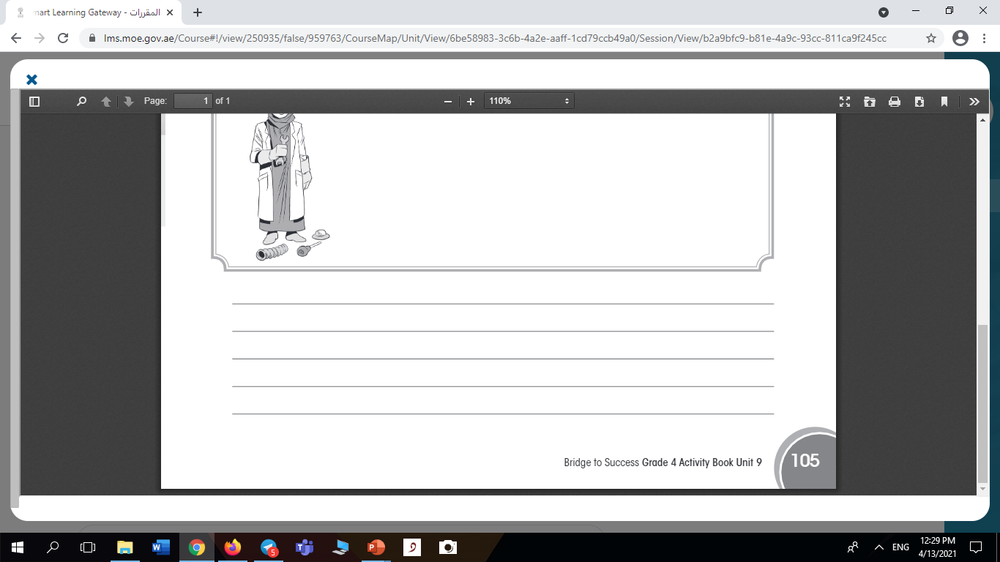 mart Learning Gateway - المقررات
lms.moe.gov.ae/Course#!/view/250935/false/959763/CourseMap/Unit/View/6be58983-3c6b-4a2e-aaff-1cd79ccb49a0/Session/View/b2a9bfc9-b81e-4a9c-93cc-811ca9f245cc
Page: 1 of 1
110%
Bridge to Success Grade 4 Activity Book Unit 9
105
5
ENG
12:29 PM
4/13/2021